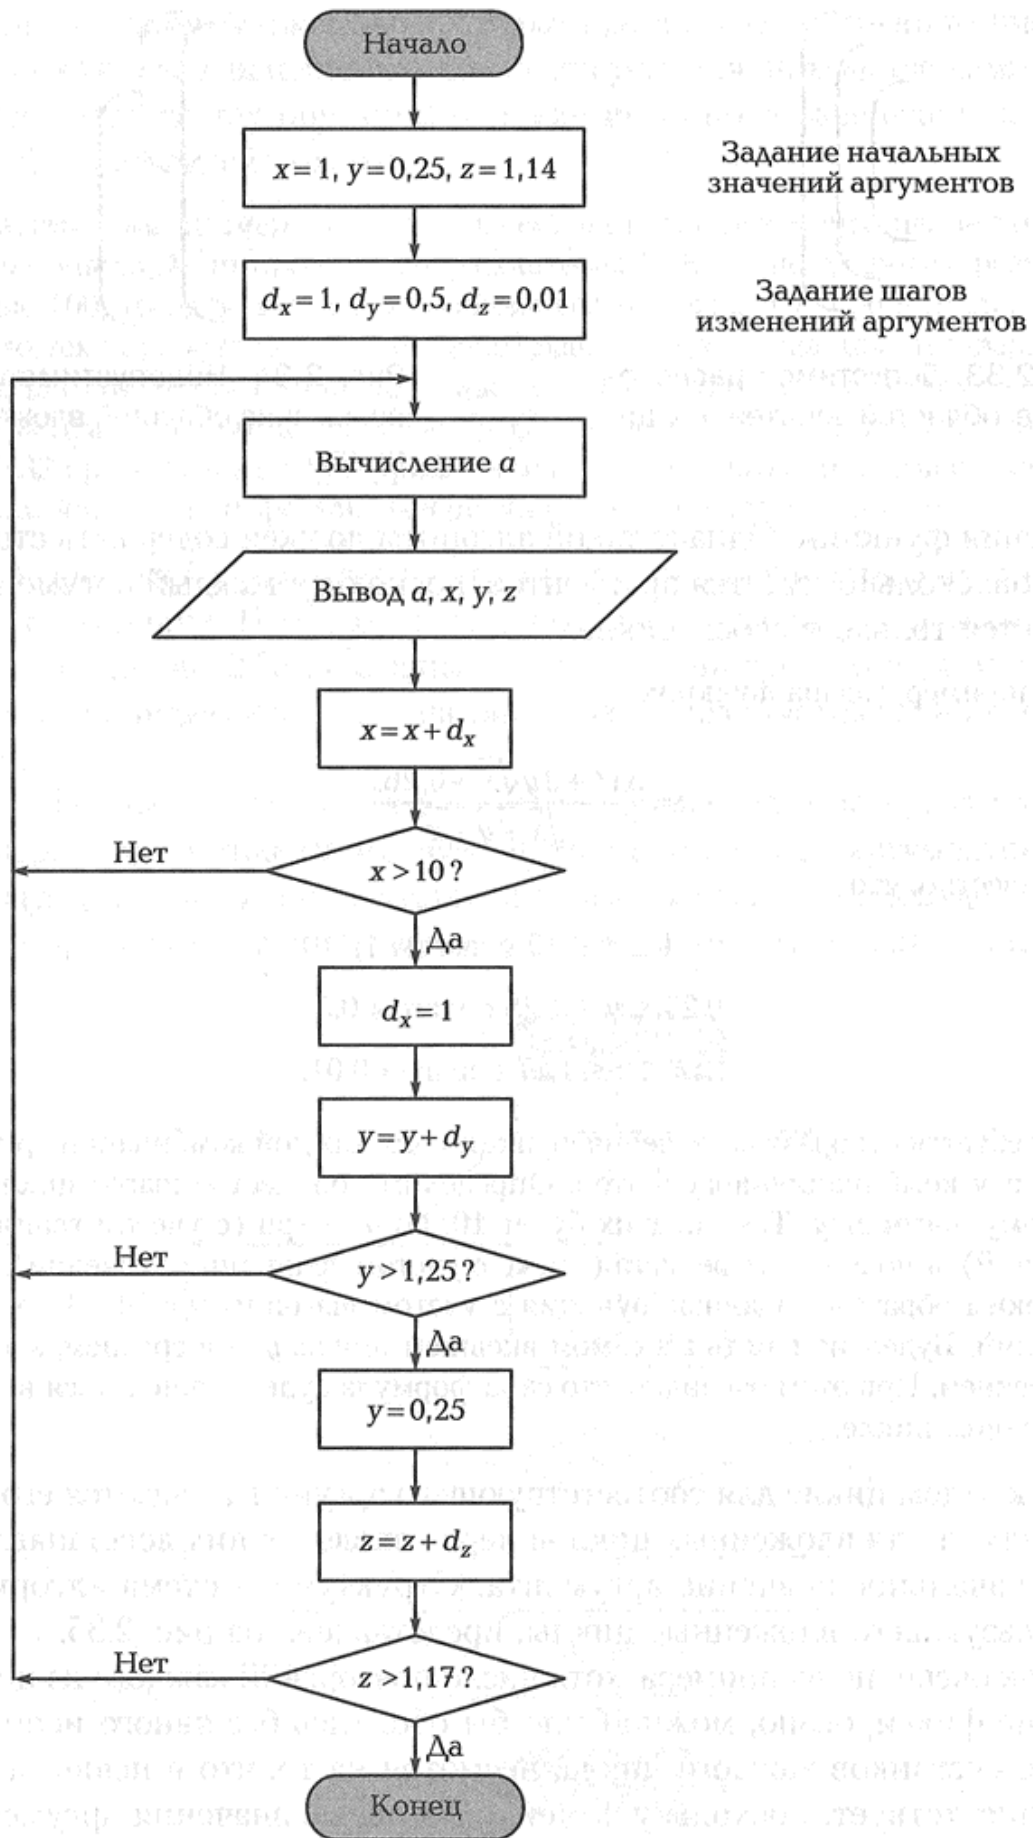 Начало
x=1, y=0,25, z=1,14
Задание начальных
значений аргументов
d_x=1, d_y=0,5, d_z=0,01
Задание шагов
изменений аргументов
Вычисление a
Вывод a, x, y, z
x=x+d_x
Нет
x>10?
Да
d_x=1
y=y+d_y
Нет
y>1,25?
Да
y=0,25
z=z+d_z
Нет
z>1,17?
Да
Конец